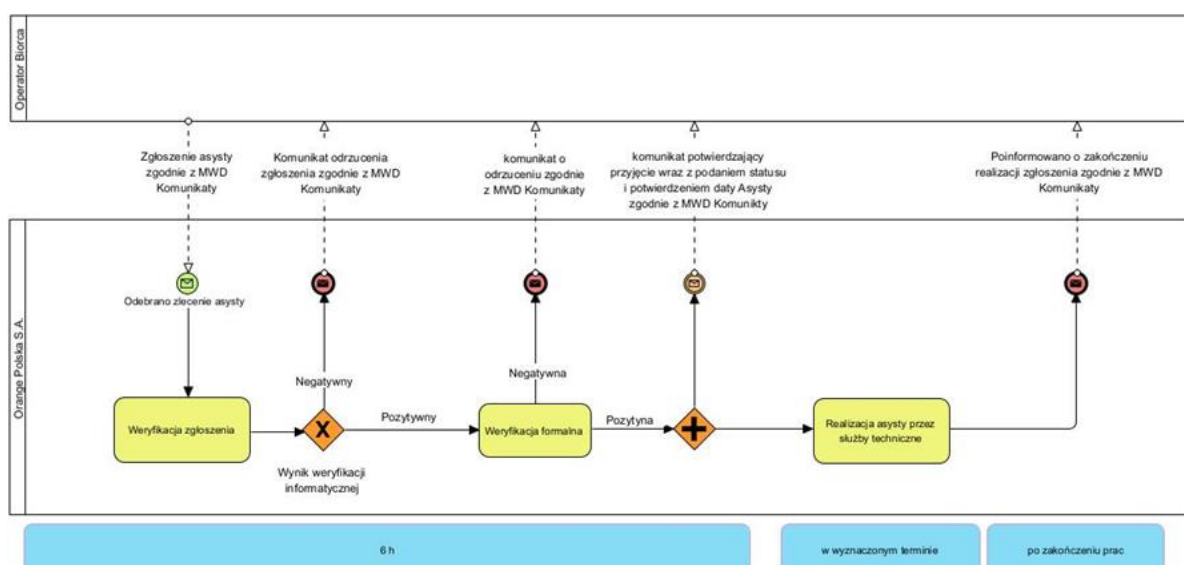 Operator Biorca
Zgłoszenie asysty
zgodnie z MWD
Komunikaty
Komunikat odrzucenia
zgłoszenia zgodnie z MWD
Komunikaty
komunikat o
odrzuceniu zgodnie
z MWD Komunikaty
komunikat potwierdzający
przyjęcie wraz z podaniem statusu
i potwierdzeniem daty Asysty
zgodnie z MWD Komunikty
Poinformowano o zakończeniu
realizacji zgłoszenia zgodnie z MWD
Komunikaty
Orange Polska S.A.
Odebrano zlecenie asysty
Negatywny
Negatywna
Weryfikacja zgłoszenia
X
Pozytywny
Weryfikacja formalna
Pozytyna
Realizacja asysty przez
służby techniczne
Wynik weryfikacji
informatycznej
6 h
w wyznaczonym terminie
po zakończeniu prac